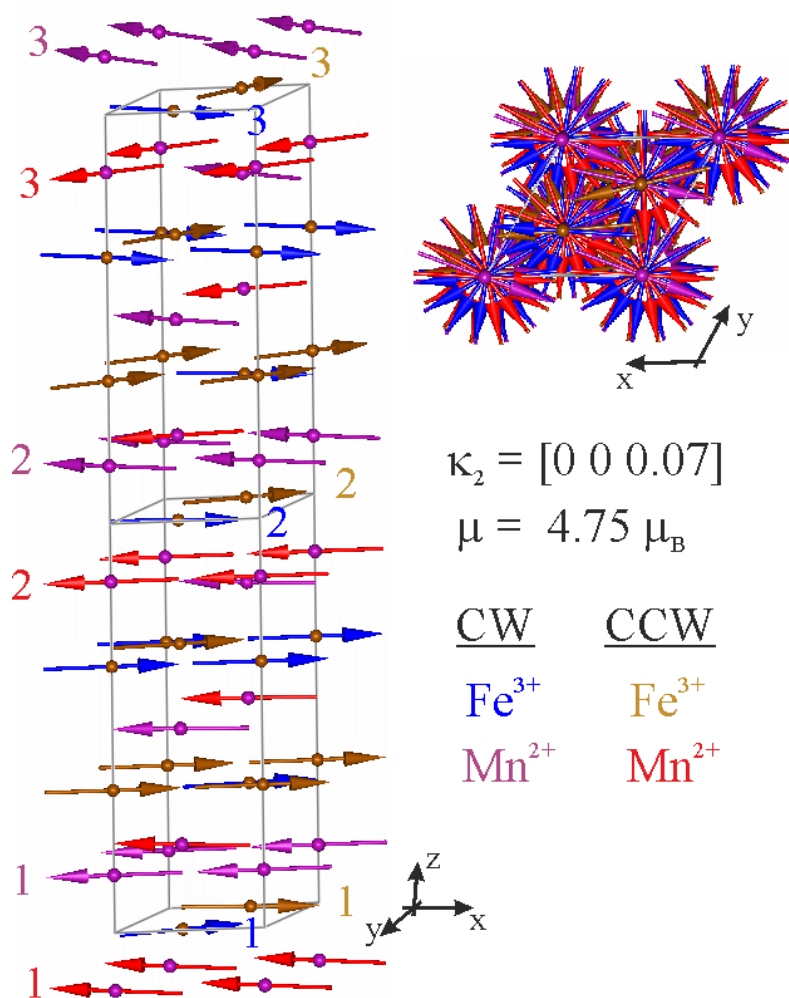 3
3
3
3
y
x
2
2
2
2
κ₂ = [0 0 0.07]
μ = 4.75 μ_B
CW CCW
Fe³⁺ Fe³⁺
Mn²⁺ Mn²⁺
1
1
1
1
z
y x